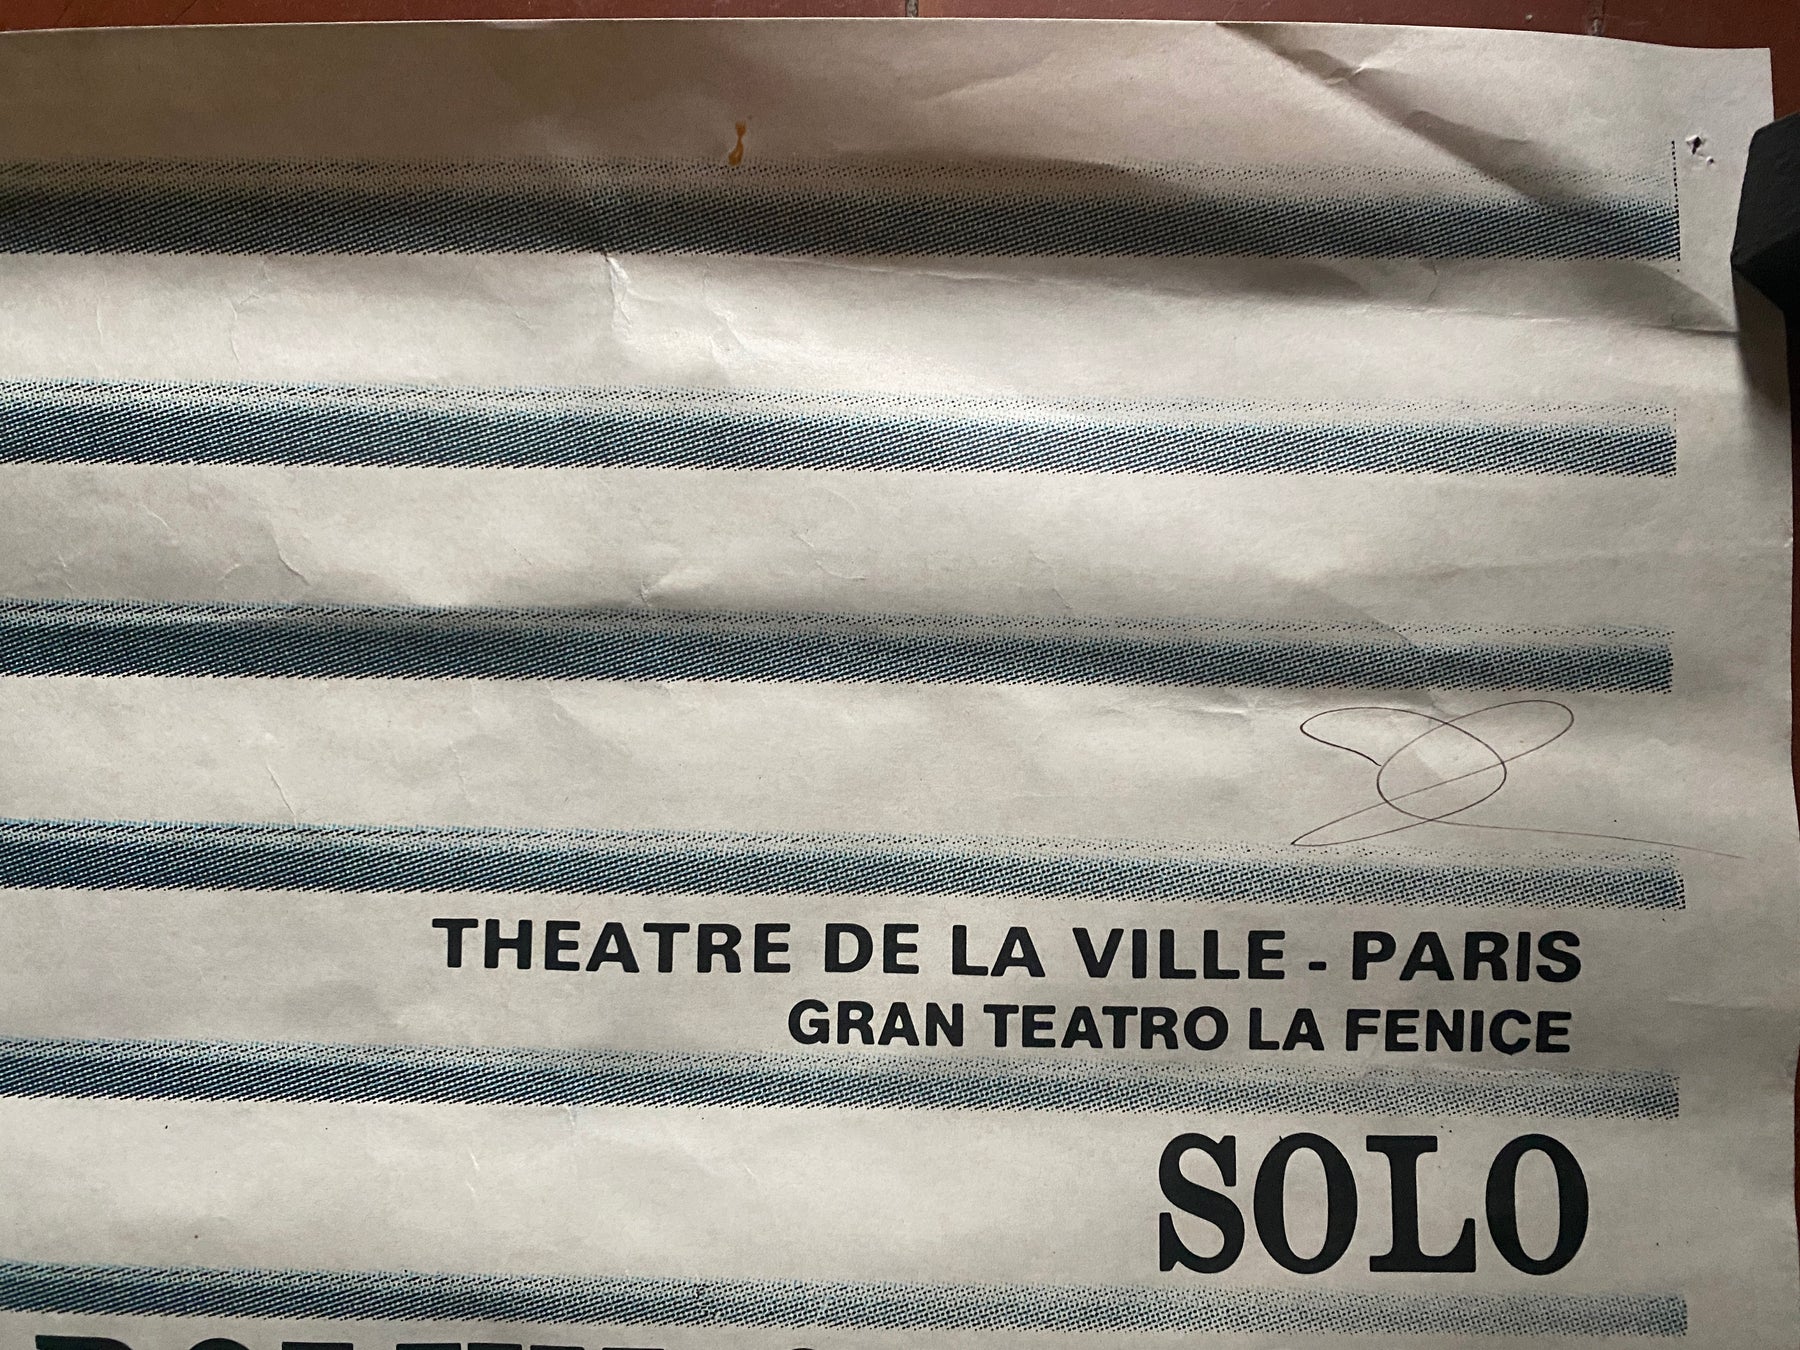 THEATRE DE LA VILLE - PARIS
GRAN TEATRO LA FENICE
SOLO